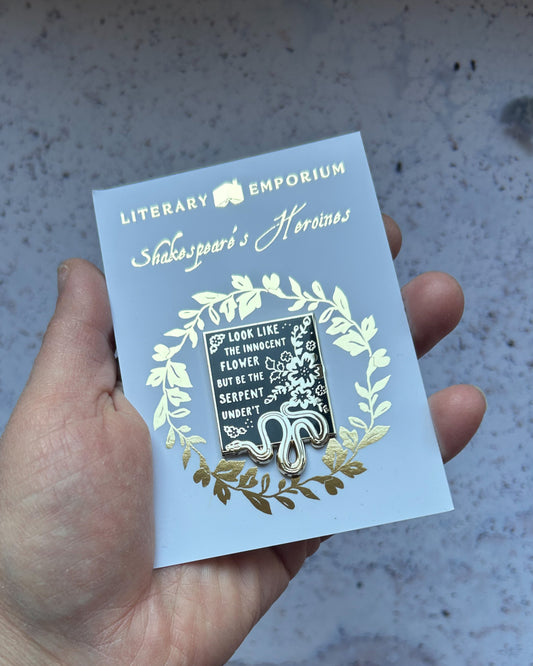 LITERARY EMPORIUM
Shakespeare's Heroines
LOOK LIKE
THE INNOCENT
FLOWER
BUT BE THE
SERPENT
UNDER'T